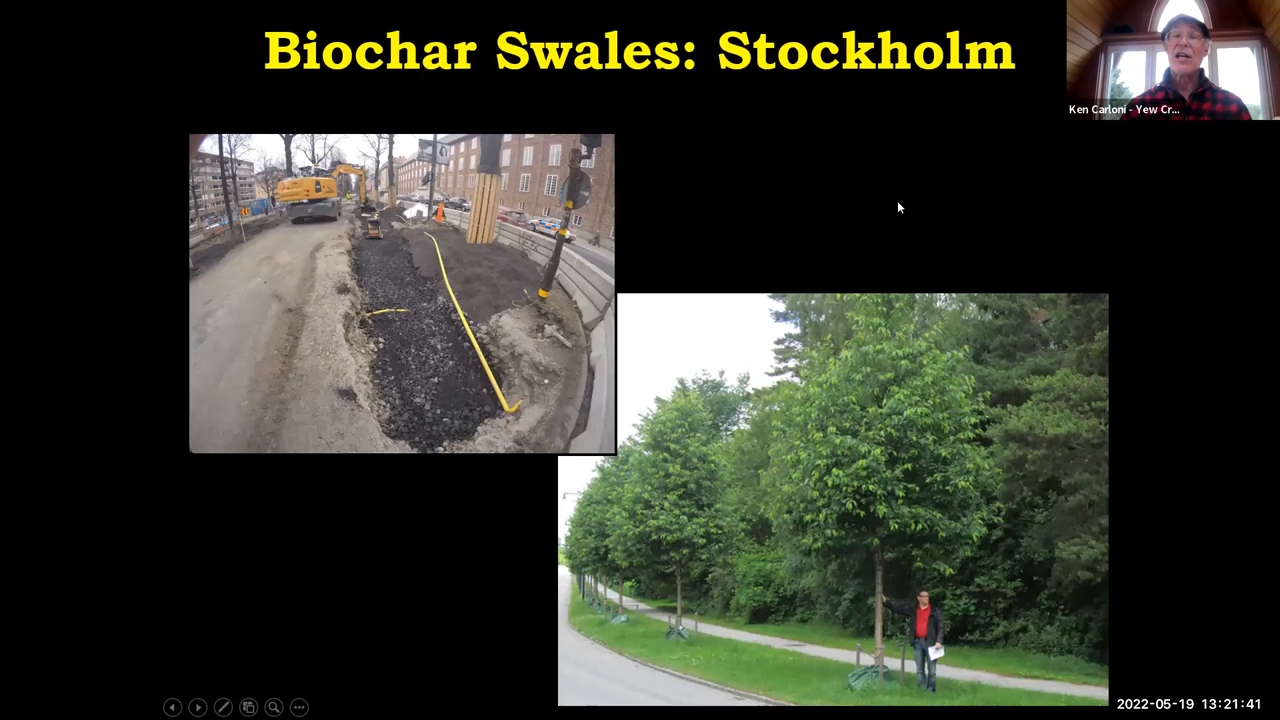 Biochar Swales: Stockholm
Ken Carloni - Yew Cr...
2022-05-19 13:21:41